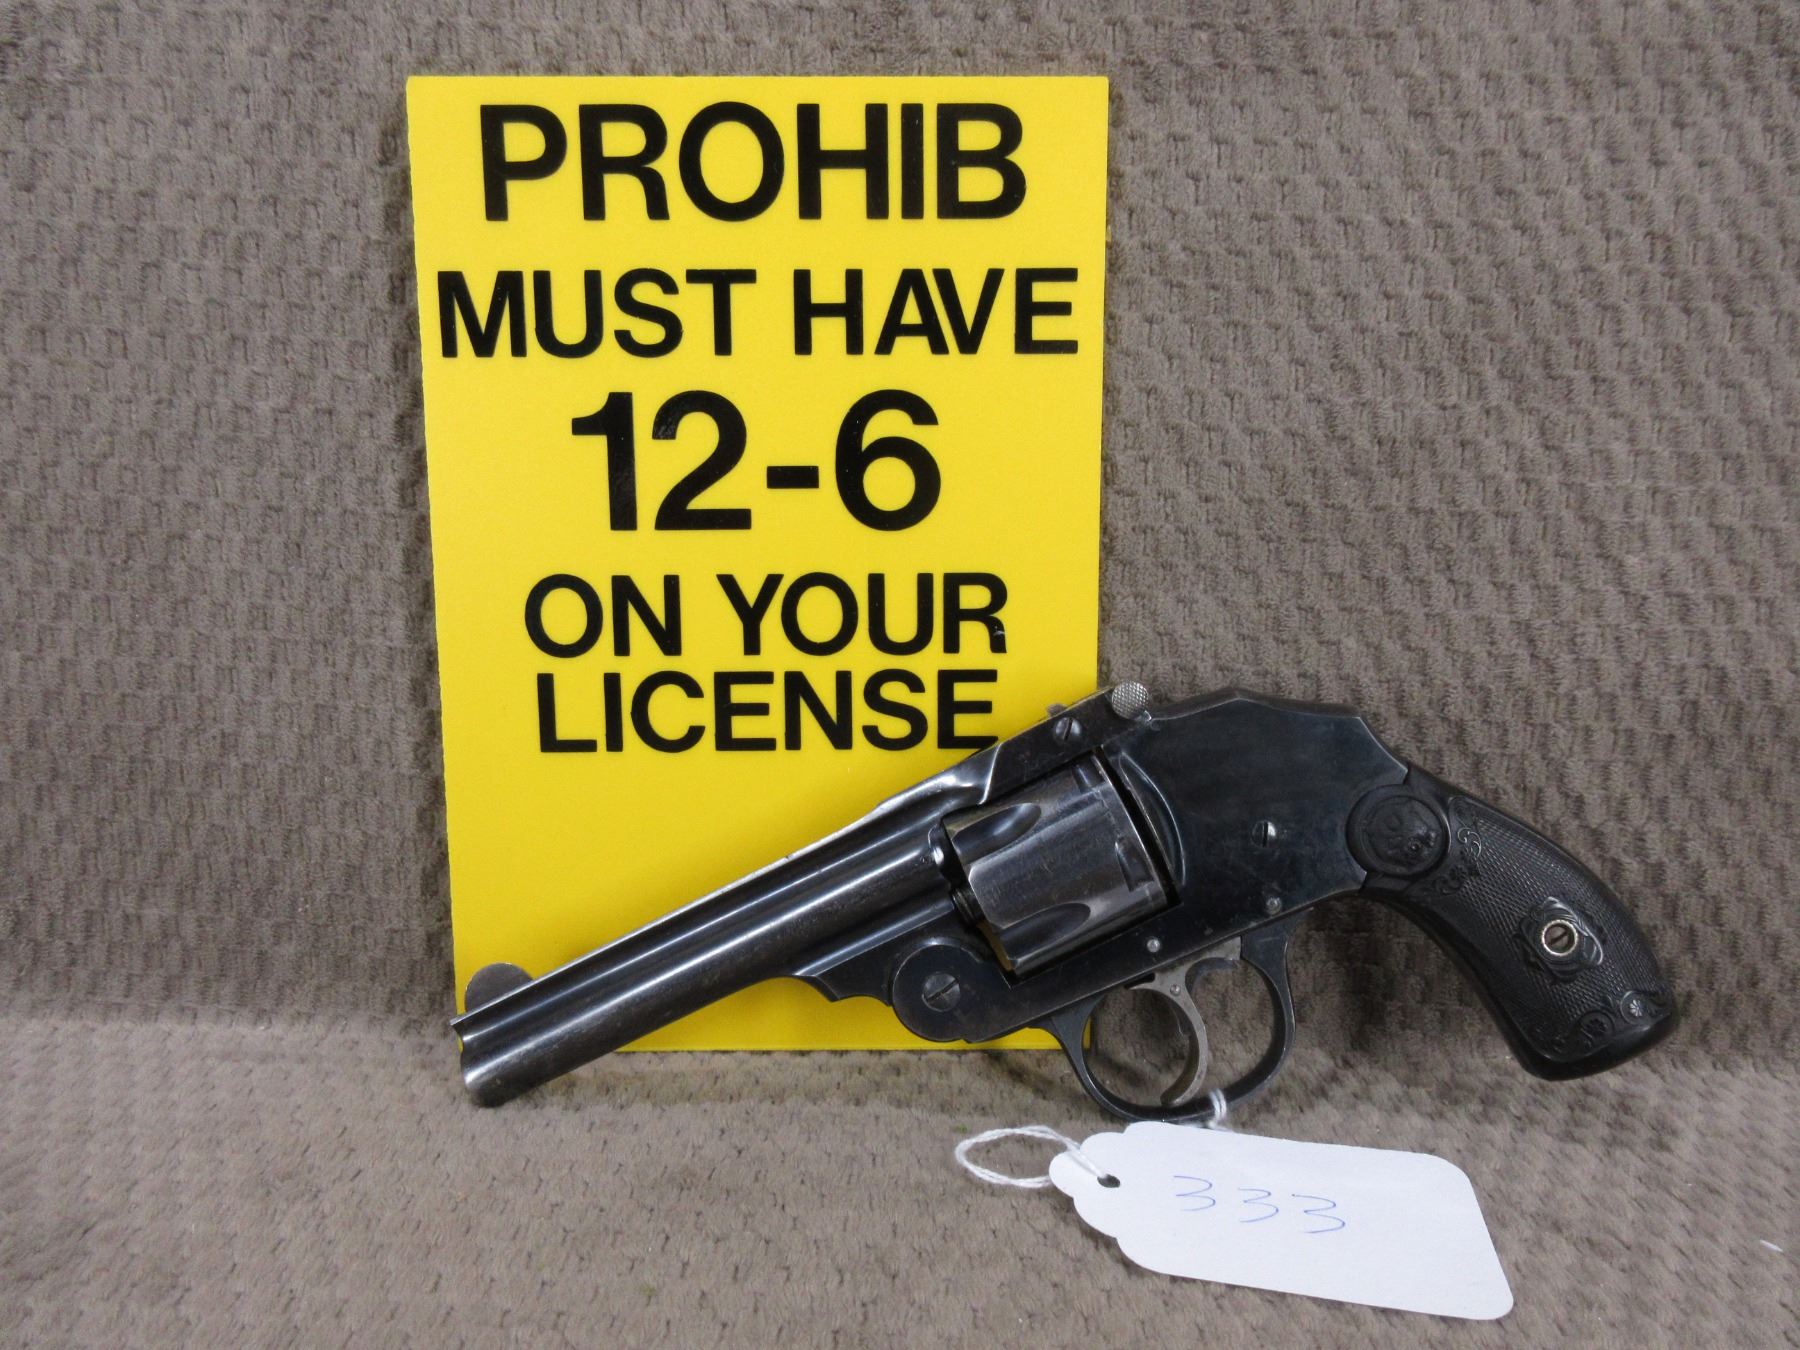 PROHIB
MUST HAVE
12-6
ON YOUR
LICENSE
333